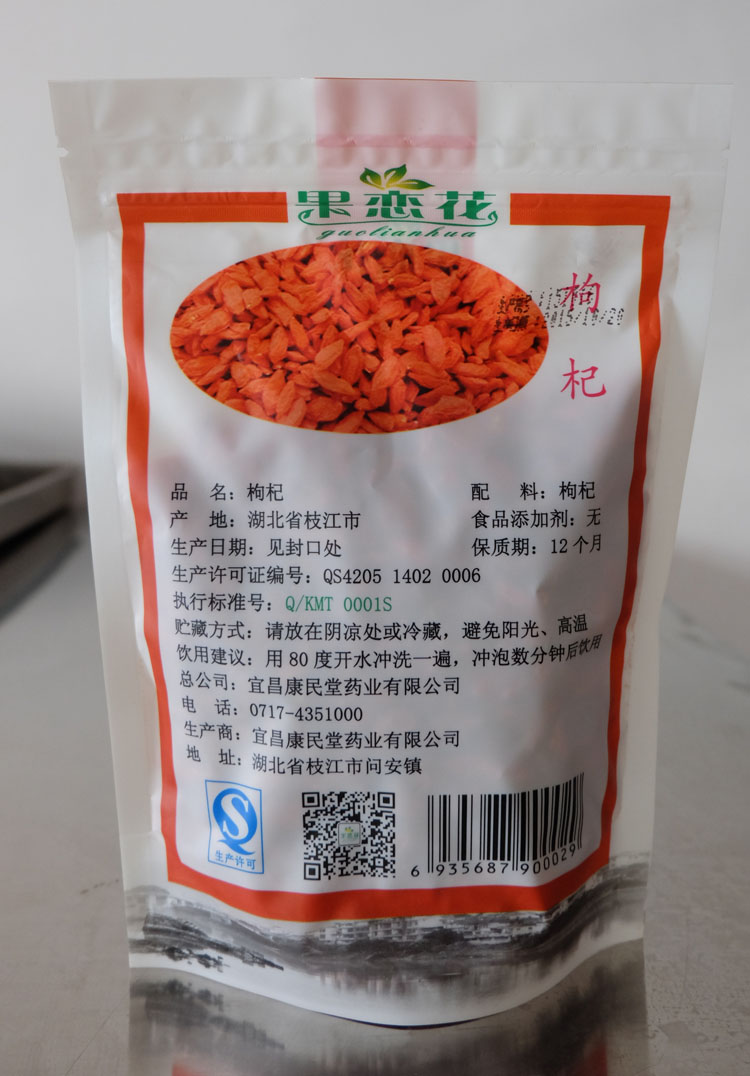 果恋花
guolianhua
枸杞
2015/10/20
品 名：枸杞
配 料：枸杞
产 地：湖北省枝江市
食品添加剂：无
生产日期：见封口处
保质期：12个月
生产许可证编号：QS4205 1402 0006
执行标准号：Q/KMT 0001S
贮藏方式：请放在阴凉处或冷藏，避免阳光、高温
饮用建议：用80度开水冲洗一遍，冲泡数分钟后饮用
总公司：宜昌康民堂药业有限公司
电 话：0717-4351000
生产商：宜昌康民堂药业有限公司
地 址：湖北省枝江市问安镇
生产许可
6 935687 900029